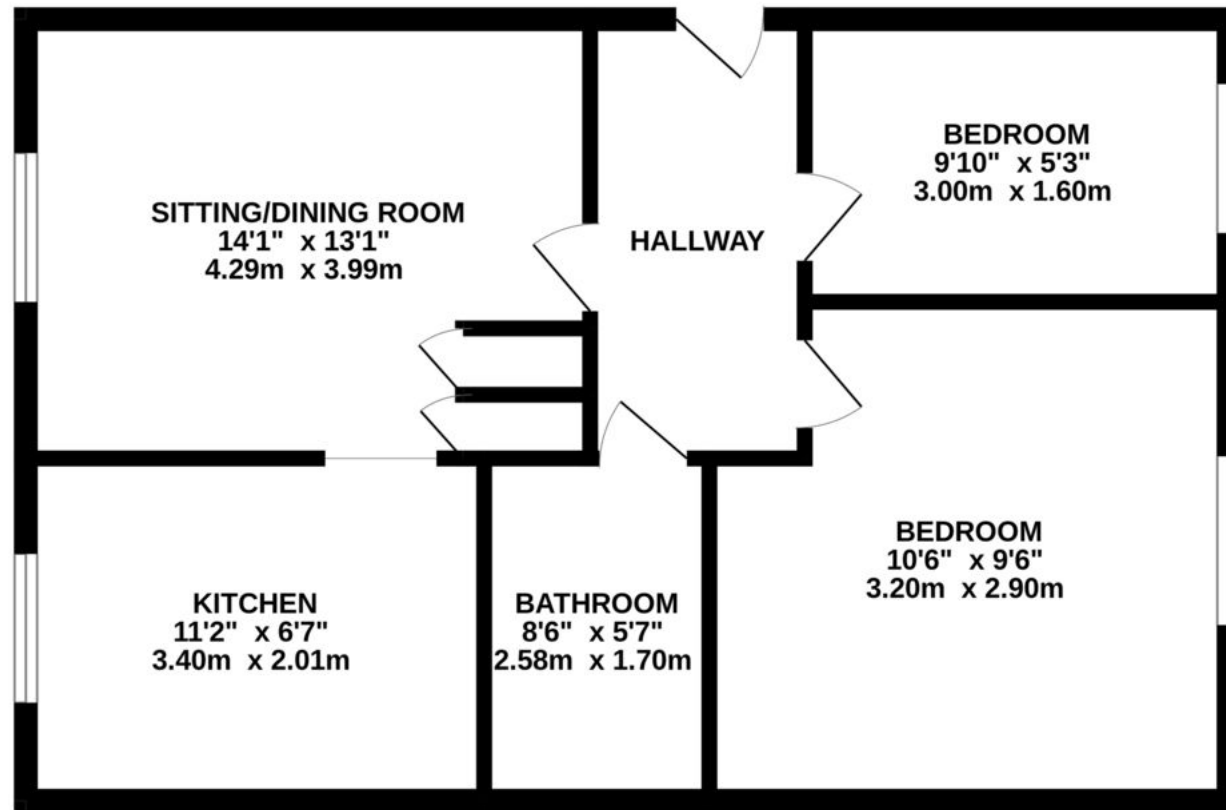 SITTING/DINING ROOM
14'1" x 13'1"
4.29m x 3.99m
HALLWAY
BEDROOM
9'10" x 5'3"
3.00m x 1.60m
KITCHEN
11'2" x 6'7"
3.40m x 2.01m
BATHROOM
8'6" x 5'7"
2.58m x 1.70m
BEDROOM
10'6" x 9'6"
3.20m x 2.90m